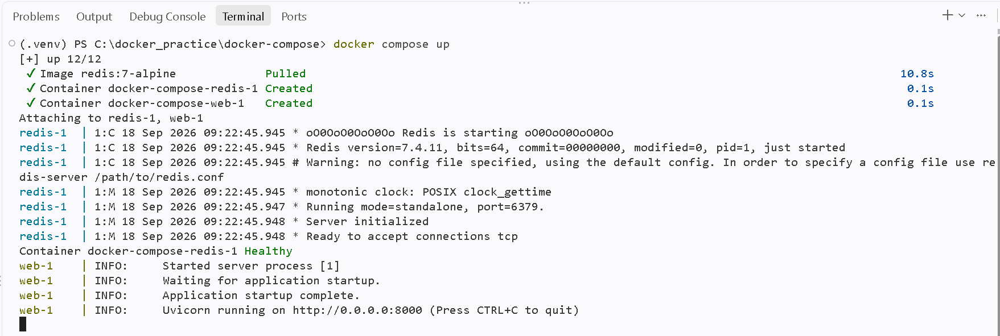 Problems Output Debug Console Terminal Ports
(.venv) PS C:\docker_practice\docker-compose> docker compose up
[+] up 12/12
✓ Image redis:7-alpine Pulled 10.8s
✓ Container docker-compose-redis-1 Created 0.1s
✓ Container docker-compose-web-1 Created 0.1s
Attaching to redis-1, web-1
redis-1 | 1:C 18 Sep 2026 09:22:45.945 * oO0OoO0OoO0Oo Redis is starting oO0OoO0OoO0Oo
redis-1 | 1:C 18 Sep 2026 09:22:45.945 * Redis version=7.4.11, bits=64, commit=00000000, modified=0, pid=1, just started
redis-1 | 1:C 18 Sep 2026 09:22:45.945 # Warning: no config file specified, using the default config. In order to specify a config file use re
dis-server /path/to/redis.conf
redis-1 | 1:M 18 Sep 2026 09:22:45.945 * monotonic clock: POSIX clock_gettime
redis-1 | 1:M 18 Sep 2026 09:22:45.947 * Running mode=standalone, port=6379.
redis-1 | 1:M 18 Sep 2026 09:22:45.948 * Server initialized
redis-1 | 1:M 18 Sep 2026 09:22:45.948 * Ready to accept connections tcp
Container docker-compose-redis-1 Healthy
web-1 | INFO: Started server process [1]
web-1 | INFO: Waiting for application startup.
web-1 | INFO: Application startup complete.
web-1 | INFO: Uvicorn running on http://0.0.0.0:8000 (Press CTRL+C to quit)